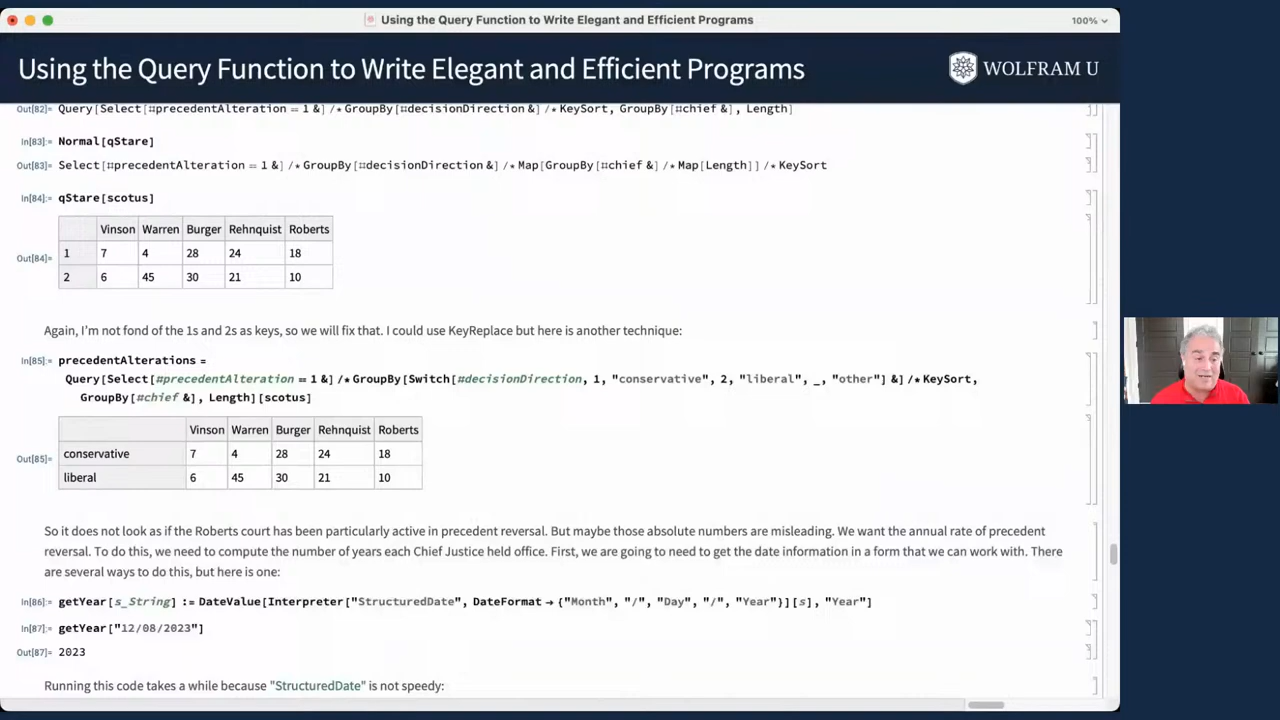 Using the Query Function to Write Elegant and Efficient Programs
100%
Using the Query Function to Write Elegant and Efficient Programs
WOLFRAM U
Out[82]= Query[Select[#precedentAlteration == 1 &] /* GroupBy[#decisionDirection &] /* KeySort, GroupBy[#chief &], Length]
In[83]:= Normal[qStare]
Out[83]= Select[#precedentAlteration == 1 &] /* GroupBy[#decisionDirection &] /* Map[GroupBy[#chief &] /* Map[Length]] /* KeySort
In[84]:= qStare[scotus]
Vinson Warren Burger Rehnquist Roberts
1 7 4 28 24 18
Out[84]=
2 6 45 30 21 10
Again, I'm not fond of the 1s and 2s as keys, so we will fix that. I could use KeyReplace but here is another technique:
In[85]:= precedentAlterations =
Query[Select[#precedentAlteration == 1 &] /* GroupBy[Switch[#decisionDirection, 1, "conservative", 2, "liberal", _, "other"] &] /* KeySort,
GroupBy[#chief &], Length][scotus]
Vinson Warren Burger Rehnquist Roberts
conservative 7 4 28 24 18
Out[85]=
liberal 6 45 30 21 10
So it does not look as if the Roberts court has been particularly active in precedent reversal. But maybe those absolute numbers are misleading. We want the annual rate of precedent
reversal. To do this, we need to compute the number of years each Chief Justice held office. First, we are going to need to get the date information in a form that we can work with. There
are several ways to do this, but here is one:
In[86]:= getYear[s_String] := DateValue[Interpreter["StructuredDate", DateFormat → {"Month", "/", "Day", "/", "Year"}][s], "Year"]
In[87]:= getYear["12/08/2023"]
Out[87]= 2023
Running this code takes a while because "StructuredDate" is not speedy: